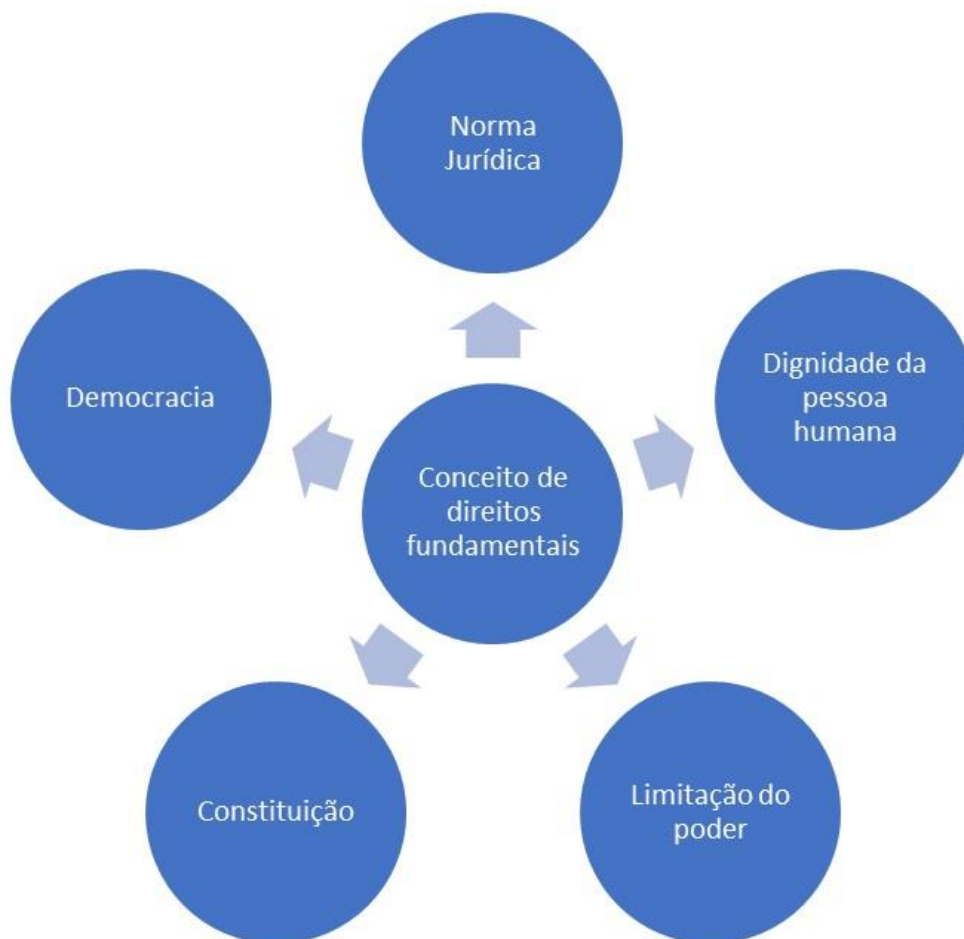 Norma
Jurídica
Democracia
Dignidade da
pessoa
humana
Conceito de
direitos
fundamentais
Constituição
Limitação do
poder